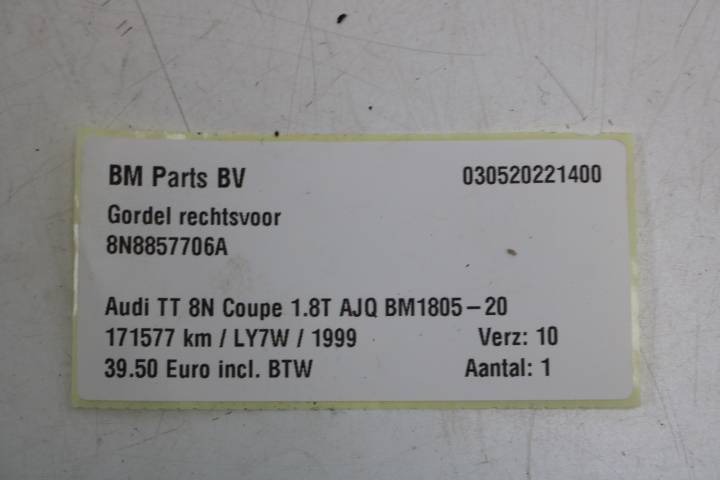 BM Parts BV 030520221400
Gordel rechtsvoor
8N8857706A
Audi TT 8N Coupe 1.8T AJQ BM1805-20
171577 km / LY7W / 1999 Verz: 10
39.50 Euro incl. BTW Aantal: 1